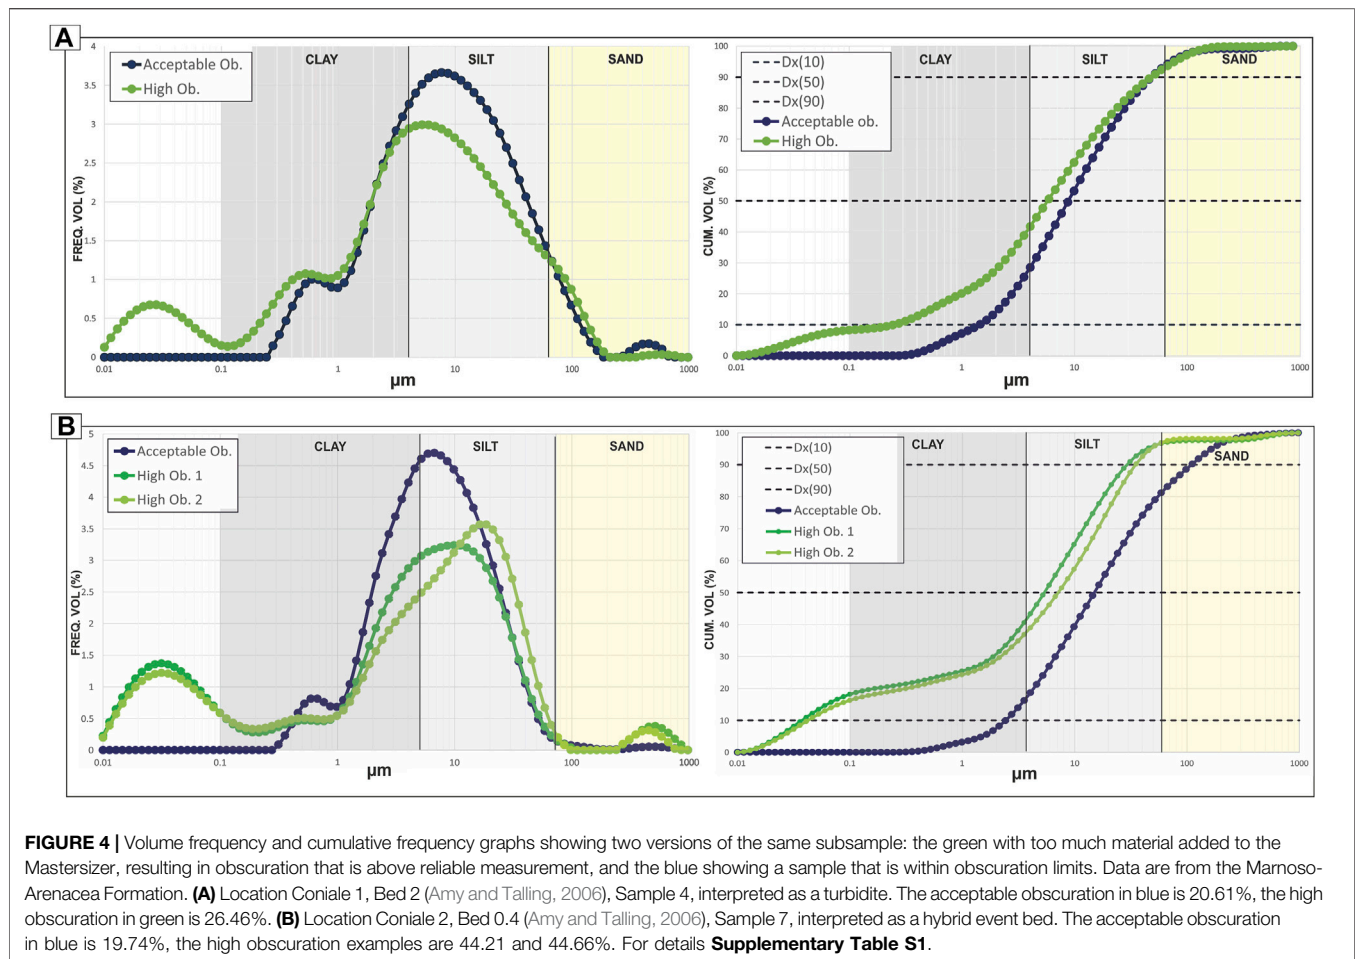 A
Acceptable Ob.
High Ob.
CLAY
SILT
SAND
FREQ. VOL (%)
4
3.5
3
2.5
2
1.5
1
0.5
0
0.01
0.1
1
10
100
1000
µm
Dx(10)
Dx(50)
Dx(90)
Acceptable ob.
High Ob.
CLAY
SILT
SAND
CUM. VOL (%)
100
90
80
70
60
50
40
30
20
10
0
0.01
0.1
1
10
100
1000
µm
B
Acceptable Ob.
High Ob. 1
High Ob. 2
CLAY
SILT
SAND
FREQ. VOL (%)
5
4.5
4
3.5
3
2.5
2
1.5
1
0.5
0
0.01
0.1
1
10
100
1000
µm
Dx(10)
Dx(50)
Dx(90)
Acceptable Ob.
High Ob. 1
High Ob. 2
CLAY
SILT
SAND
CUM. VOL (%)
100
90
80
70
60
50
40
30
20
10
0
0.01
0.1
1
10
100
1000
µm
FIGURE 4 | Volume frequency and cumulative frequency graphs showing two versions of the same subsample: the green with too much material added to the
Mastersizer, resulting in obscuration that is above reliable measurement, and the blue showing a sample that is within obscuration limits. Data are from the Marnoso-
Arenacea Formation. (A) Location Coniale 1, Bed 2 (Amy and Talling, 2006), Sample 4, interpreted as a turbidite. The acceptable obscuration in blue is 20.61%, the high
obscuration in green is 26.46%. (B) Location Coniale 2, Bed 0.4 (Amy and Talling, 2006), Sample 7, interpreted as a hybrid event bed. The acceptable obscuration
in blue is 19.74%, the high obscuration examples are 44.21 and 44.66%. For details Supplementary Table S1.